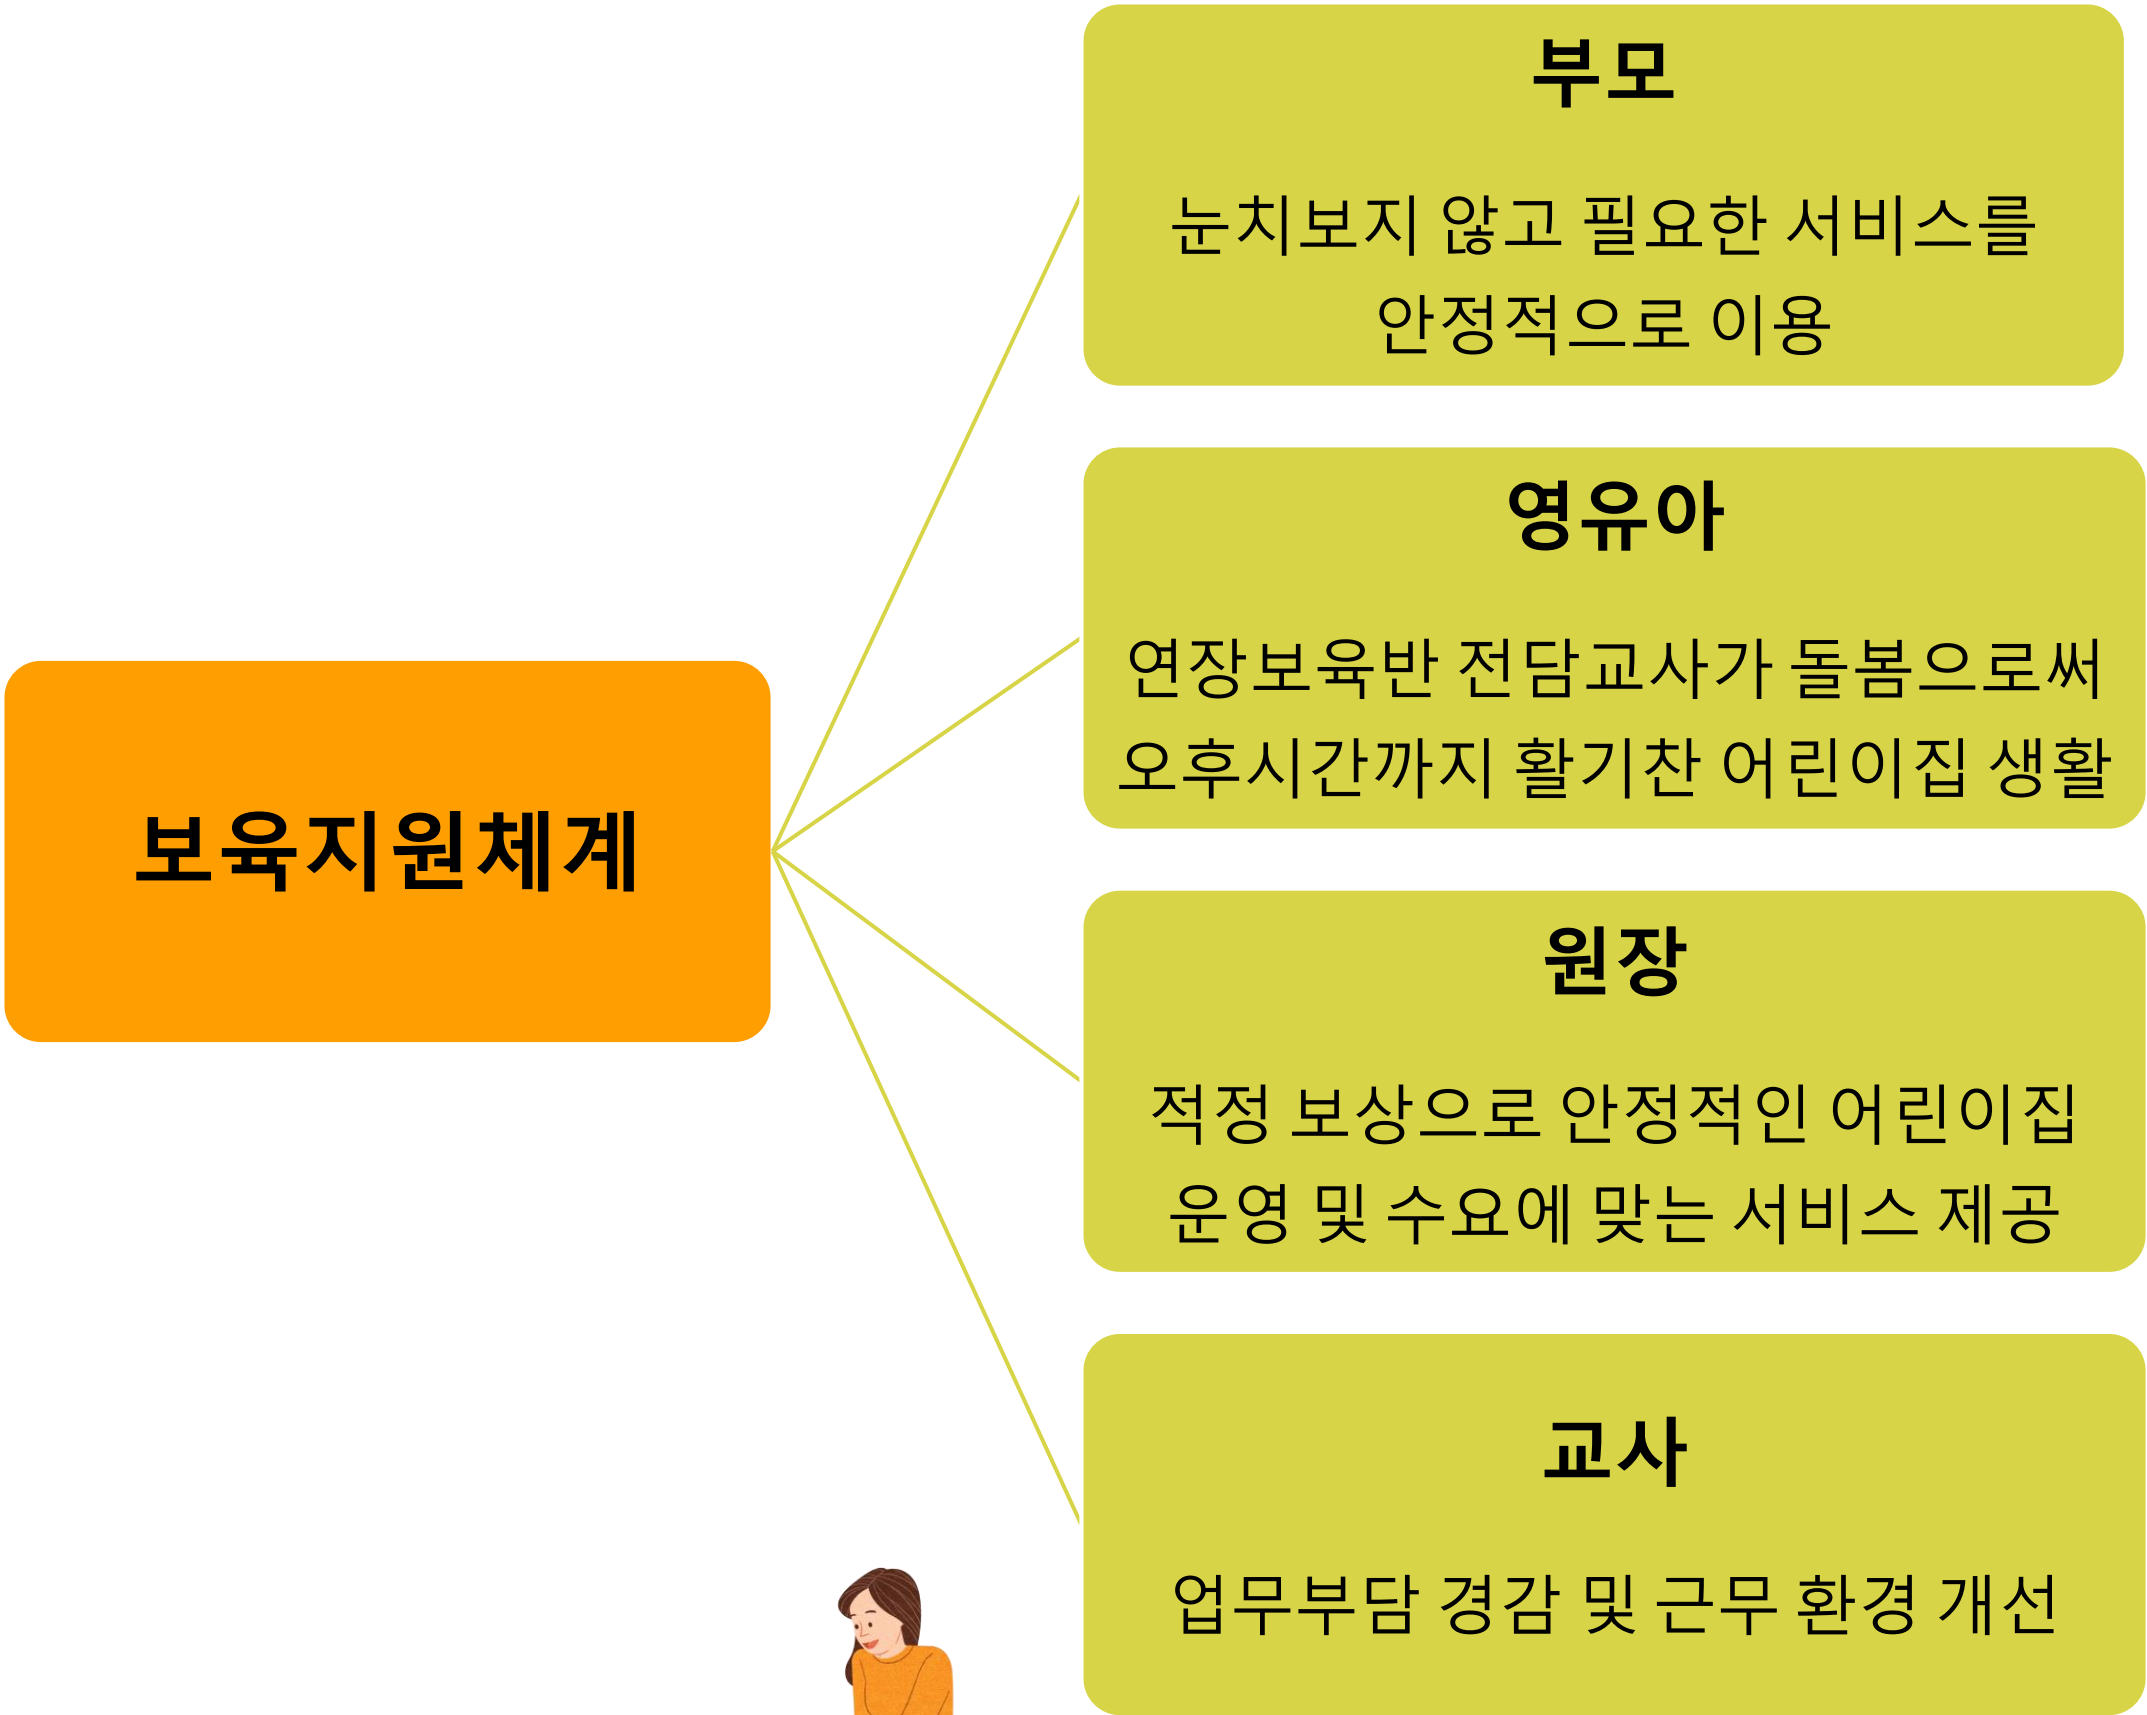 부모
눈치보지 않고 필요한 서비스를
안정적으로 이용
영유아
연장보육반 전담교사가 돌봄으로써
오후시간까지 활기찬 어린이집 생활
보육지원체계
원장
적정 보상으로 안정적인 어린이집
운영 및 수요에 맞는 서비스 제공
교사
업무부담 경감 및 근무 환경 개선